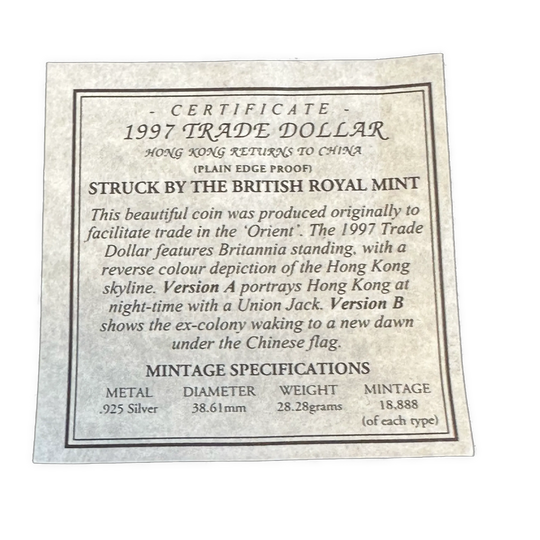 - CERTIFICATE -
1997 TRADE DOLLAR
HONG KONG RETURNS TO CHINA
(PLAIN EDGE PROOF)
STRUCK BY THE BRITISH ROYAL MINT
This beautiful coin was produced originally to
facilitate trade in the 'Orient'. The 1997 Trade
Dollar features Britannia standing, with a
reverse colour depiction of the Hong Kong
skyline. Version A portrays Hong Kong at
night-time with a Union Jack. Version B
shows the ex-colony waking to a new dawn
under the Chinese flag.
MINTAGE SPECIFICATIONS
METAL DIAMETER WEIGHT MINTAGE
.925 Silver 38.61mm 28.28grams 18,888
(of each type)